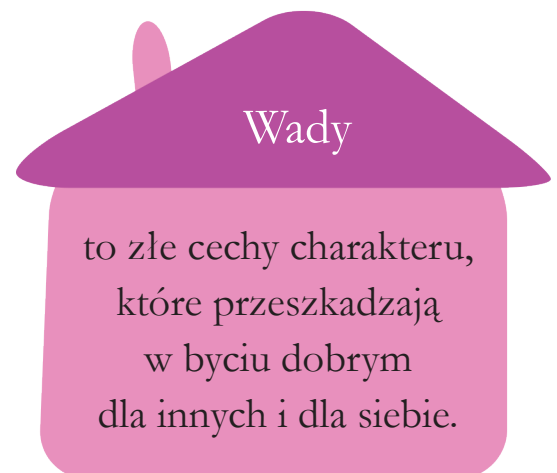 Wady
to złe cechy charakteru,
które przeszkadzają
w byciu dobrym
dla innych i dla siebie.